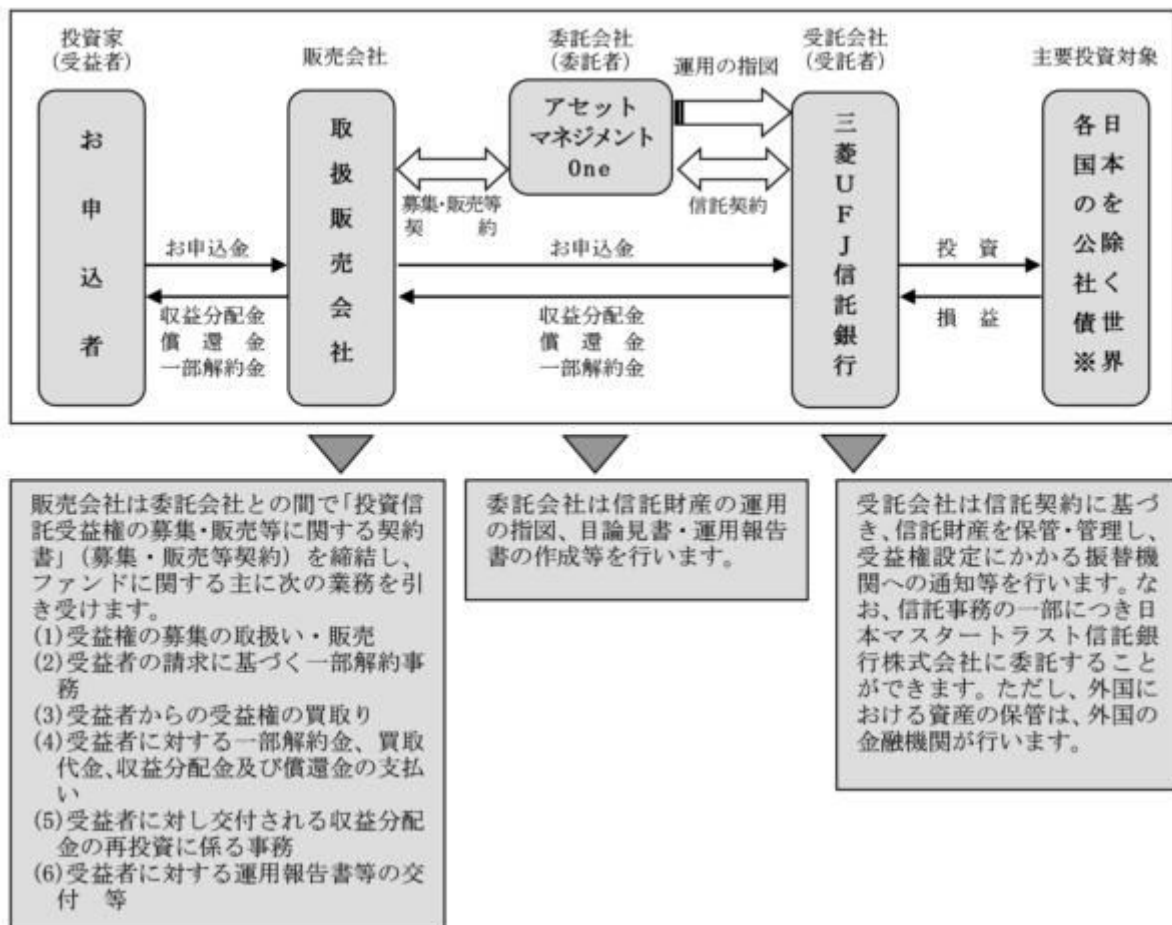 投資家
（受益者）
販売会社
委託会社
（委託者）
運用の指図
受託会社
（受託者）
主要投資対象
お申込者
取扱販売会社
アセット
マネジメント
One
三菱UFJ信託銀行
日本を除く世界
各国の公社債※
募集・販売等
契　約
信託契約
お申込金
お申込金
投　資
収益分配金
償　還　金
一部解約金
収益分配金
償　還　金
一部解約金
損　益
販売会社は委託会社との間で「投資信
託受益権の募集・販売等に関する契約
書」（募集・販売等契約）を締結し、
ファンドに関する主に次の業務を引
き受けます。
(1)受益権の募集の取扱い・販売
(2)受益者の請求に基づく一部解約事
務
(3)受益者からの受益権の買取り
(4)受益者に対する一部解約金、買取
代金、収益分配金及び償還金の支払
い
(5)受益者に対し交付される収益分配
金の再投資に係る事務
(6)受益者に対する運用報告書等の交
付　等
委託会社は信託財産の運用
の指図、目論見書・運用報告
書の作成等を行います。
受託会社は信託契約に基づ
き、信託財産を保管・管理し、
受益権設定にかかる振替機
関への通知等を行います。な
お、信託事務の一部につき日
本マスタートラスト信託銀
行株式会社に委託すること
ができます。ただし、外国に
おける資産の保管は、外国の
金融機関が行います。